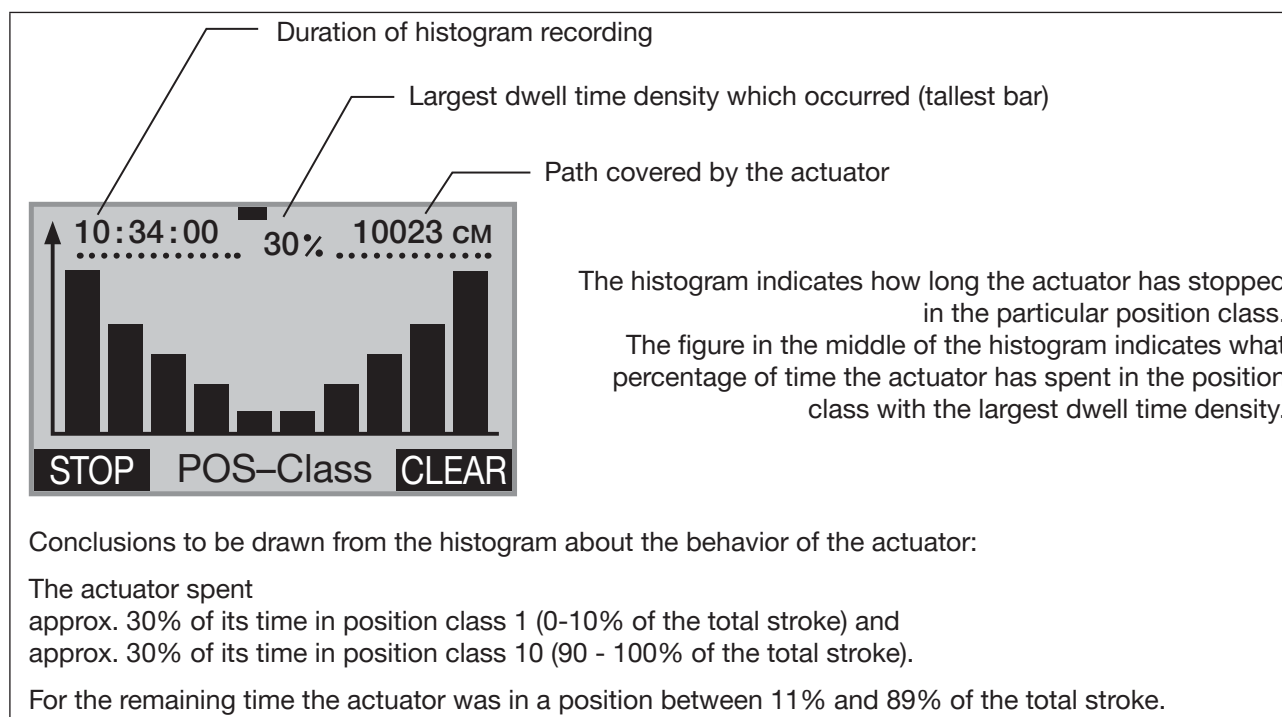 Duration of histogram recording
Largest dwell time density which occurred (tallest bar)
Path covered by the actuator
10:34:00
30%
10023 CM
The histogram indicates how long the actuator has stopped
in the particular position class.
The figure in the middle of the histogram indicates what
percentage of time the actuator has spent in the position
class with the largest dwell time density.
STOP POS–Class CLEAR
Conclusions to be drawn from the histogram about the behavior of the actuator:
The actuator spent
approx. 30% of its time in position class 1 (0-10% of the total stroke) and
approx. 30% of its time in position class 10 (90 - 100% of the total stroke).
For the remaining time the actuator was in a position between 11% and 89% of the total stroke.